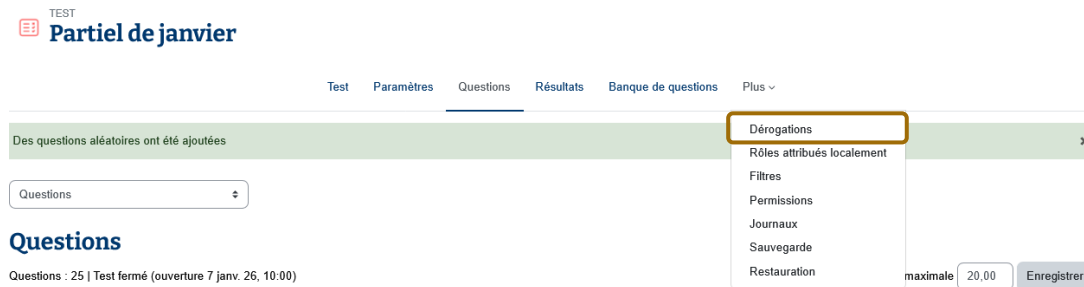 TEST
Partiel de janvier
Test Paramètres Questions Résultats Banque de questions Plus
Des questions aléatoires ont été ajoutées
Dérogations
Rôles attribués localement
Filtres
Permissions
Journaux
Sauvegarde
Restauration
Questions
Questions
Questions : 25 | Test fermé (ouverture 7 janv. 26, 10:00)
maximale 20,00 Enregistrer